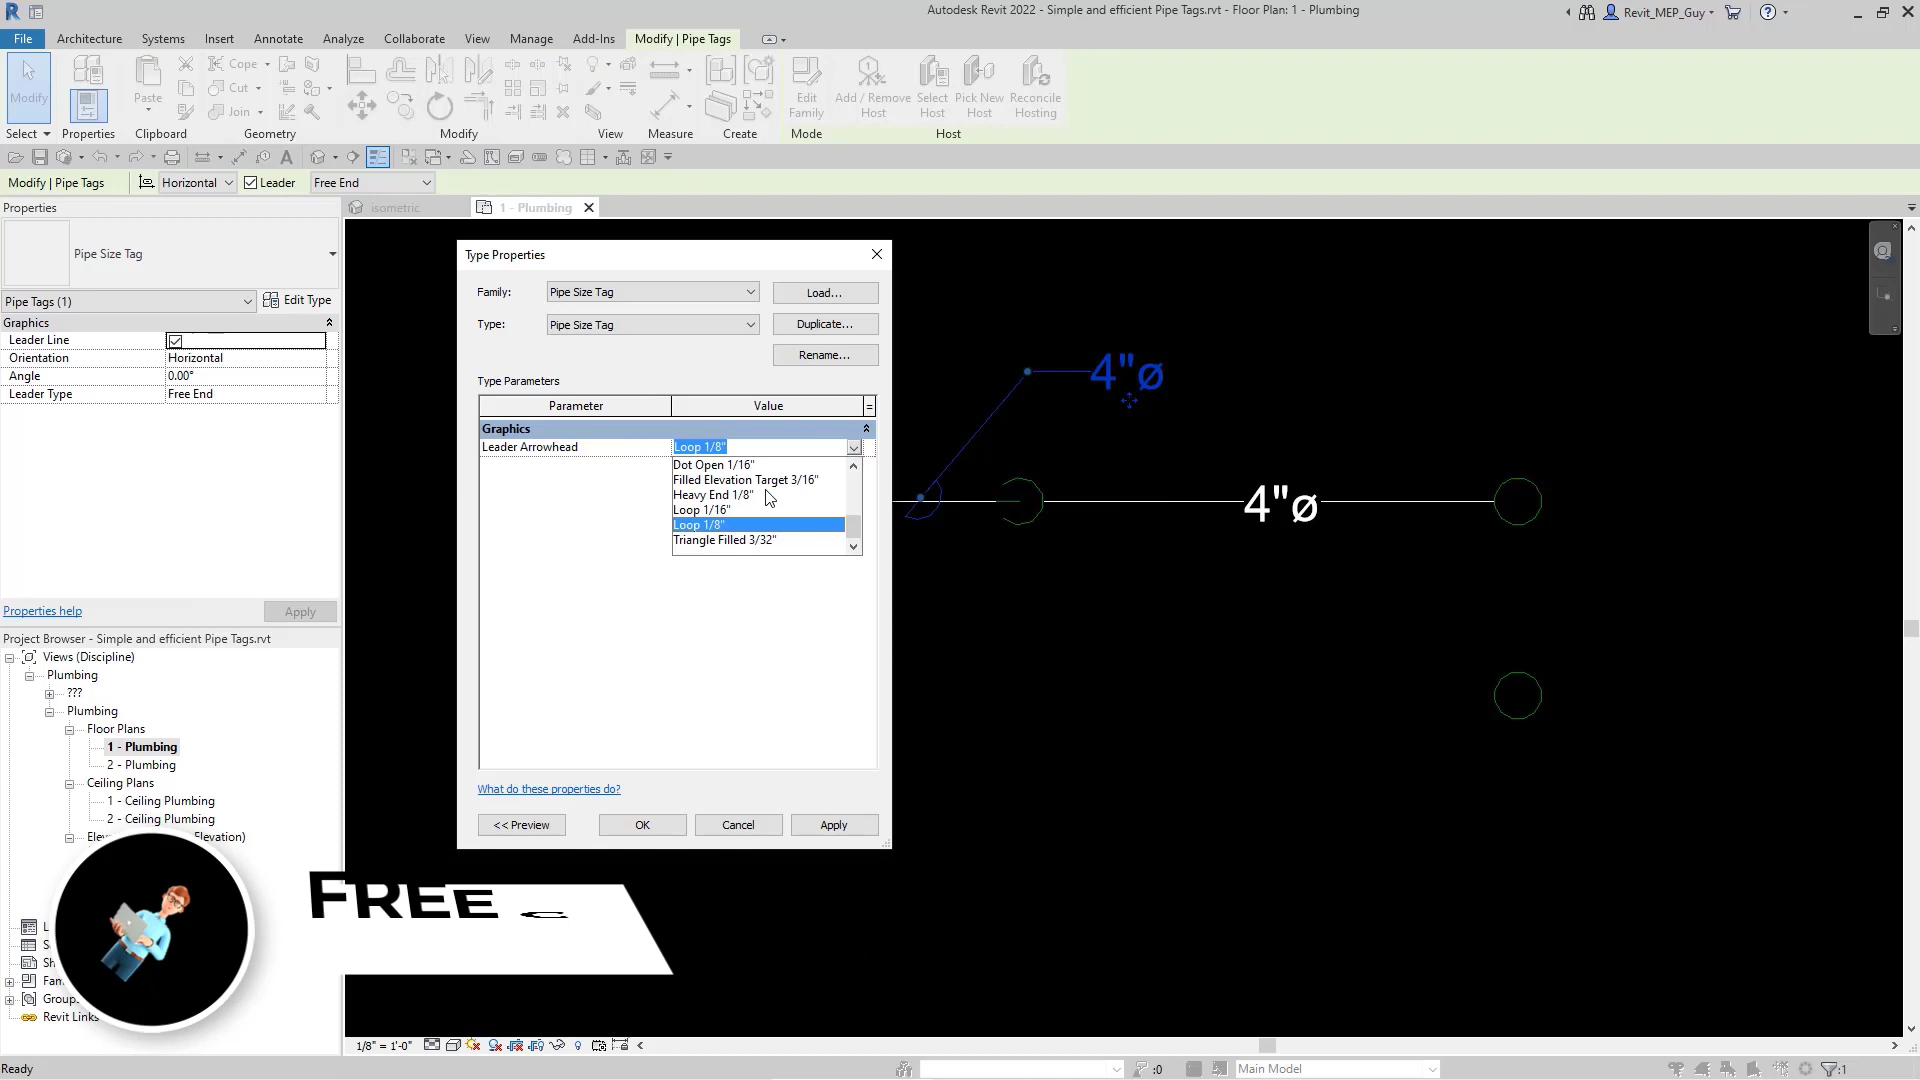 Autodesk Revit 2022 - Simple and efficient Pipe Tags.rvt - Floor Plan: 1 - Plumbing
Revit_MEP_Guy
File Architecture Systems Insert Annotate Analyze Collaborate View Manage Add-Ins Modify | Pipe Tags
Modify
Paste
Cope
Cut
Join
Edit Family
Add / Remove Host
Select Host
Pick New Host
Reconcile Hosting
Select Properties Clipboard Geometry Modify View Measure Create Mode Host
Modify | Pipe Tags Horizontal Leader Free End
Properties
isometric
1 - Plumbing
Pipe Size Tag
Pipe Tags (1) Edit Type
Graphics
Leader Line
Orientation Horizontal
Angle 0.00°
Leader Type Free End
Properties help Apply
Project Browser - Simple and efficient Pipe Tags.rvt
Views (Discipline)
Plumbing
???
Plumbing
Floor Plans
1 - Plumbing
2 - Plumbing
Ceiling Plans
1 - Ceiling Plumbing
2 - Ceiling Plumbing
Ele
Elevation)
L
S
Sh
Fam
Group
Revit Links
Type Properties
Family: Pipe Size Tag Load...
Type: Pipe Size Tag Duplicate...
Rename...
Type Parameters
Parameter Value =
Graphics
Leader Arrowhead Loop 1/8"
Dot Open 1/16"
Filled Elevation Target 3/16"
Heavy End 1/8"
Loop 1/16"
Loop 1/8"
Triangle Filled 3/32"
What do these properties do?
<< Preview OK Cancel Apply
4"ø
4"ø
FREE
1/8" = 1'-0"
Ready
:0
Main Model
:1